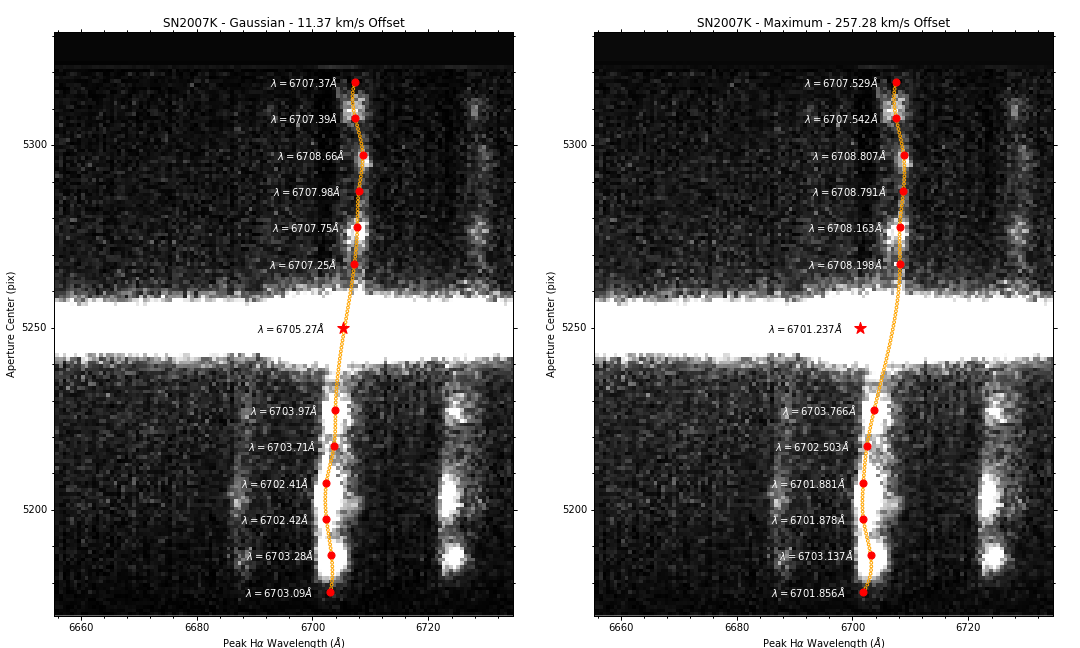 SN2007K - Gaussian - 11.37 km/s Offset
λ = 6707.37Å
λ = 6707.39Å
λ = 6708.66Å
λ = 6707.98Å
λ = 6707.75Å
λ = 6707.25Å
λ = 6705.27Å
λ = 6703.97Å
λ = 6703.71Å
λ = 6702.41Å
λ = 6702.42Å
λ = 6703.28Å
λ = 6703.09Å
5300
5250
5200
Aperture Center (pix)
6660 6680 6700 6720
Peak Hα Wavelength (Å)
SN2007K - Maximum - 257.28 km/s Offset
λ = 6707.529Å
λ = 6707.542Å
λ = 6708.807Å
λ = 6708.791Å
λ = 6708.163Å
λ = 6708.198Å
λ = 6701.237Å
λ = 6703.766Å
λ = 6702.503Å
λ = 6701.881Å
λ = 6701.878Å
λ = 6703.137Å
λ = 6701.856Å
5300
5250
5200
Aperture Center (pix)
6660 6680 6700 6720
Peak Hα Wavelength (Å)